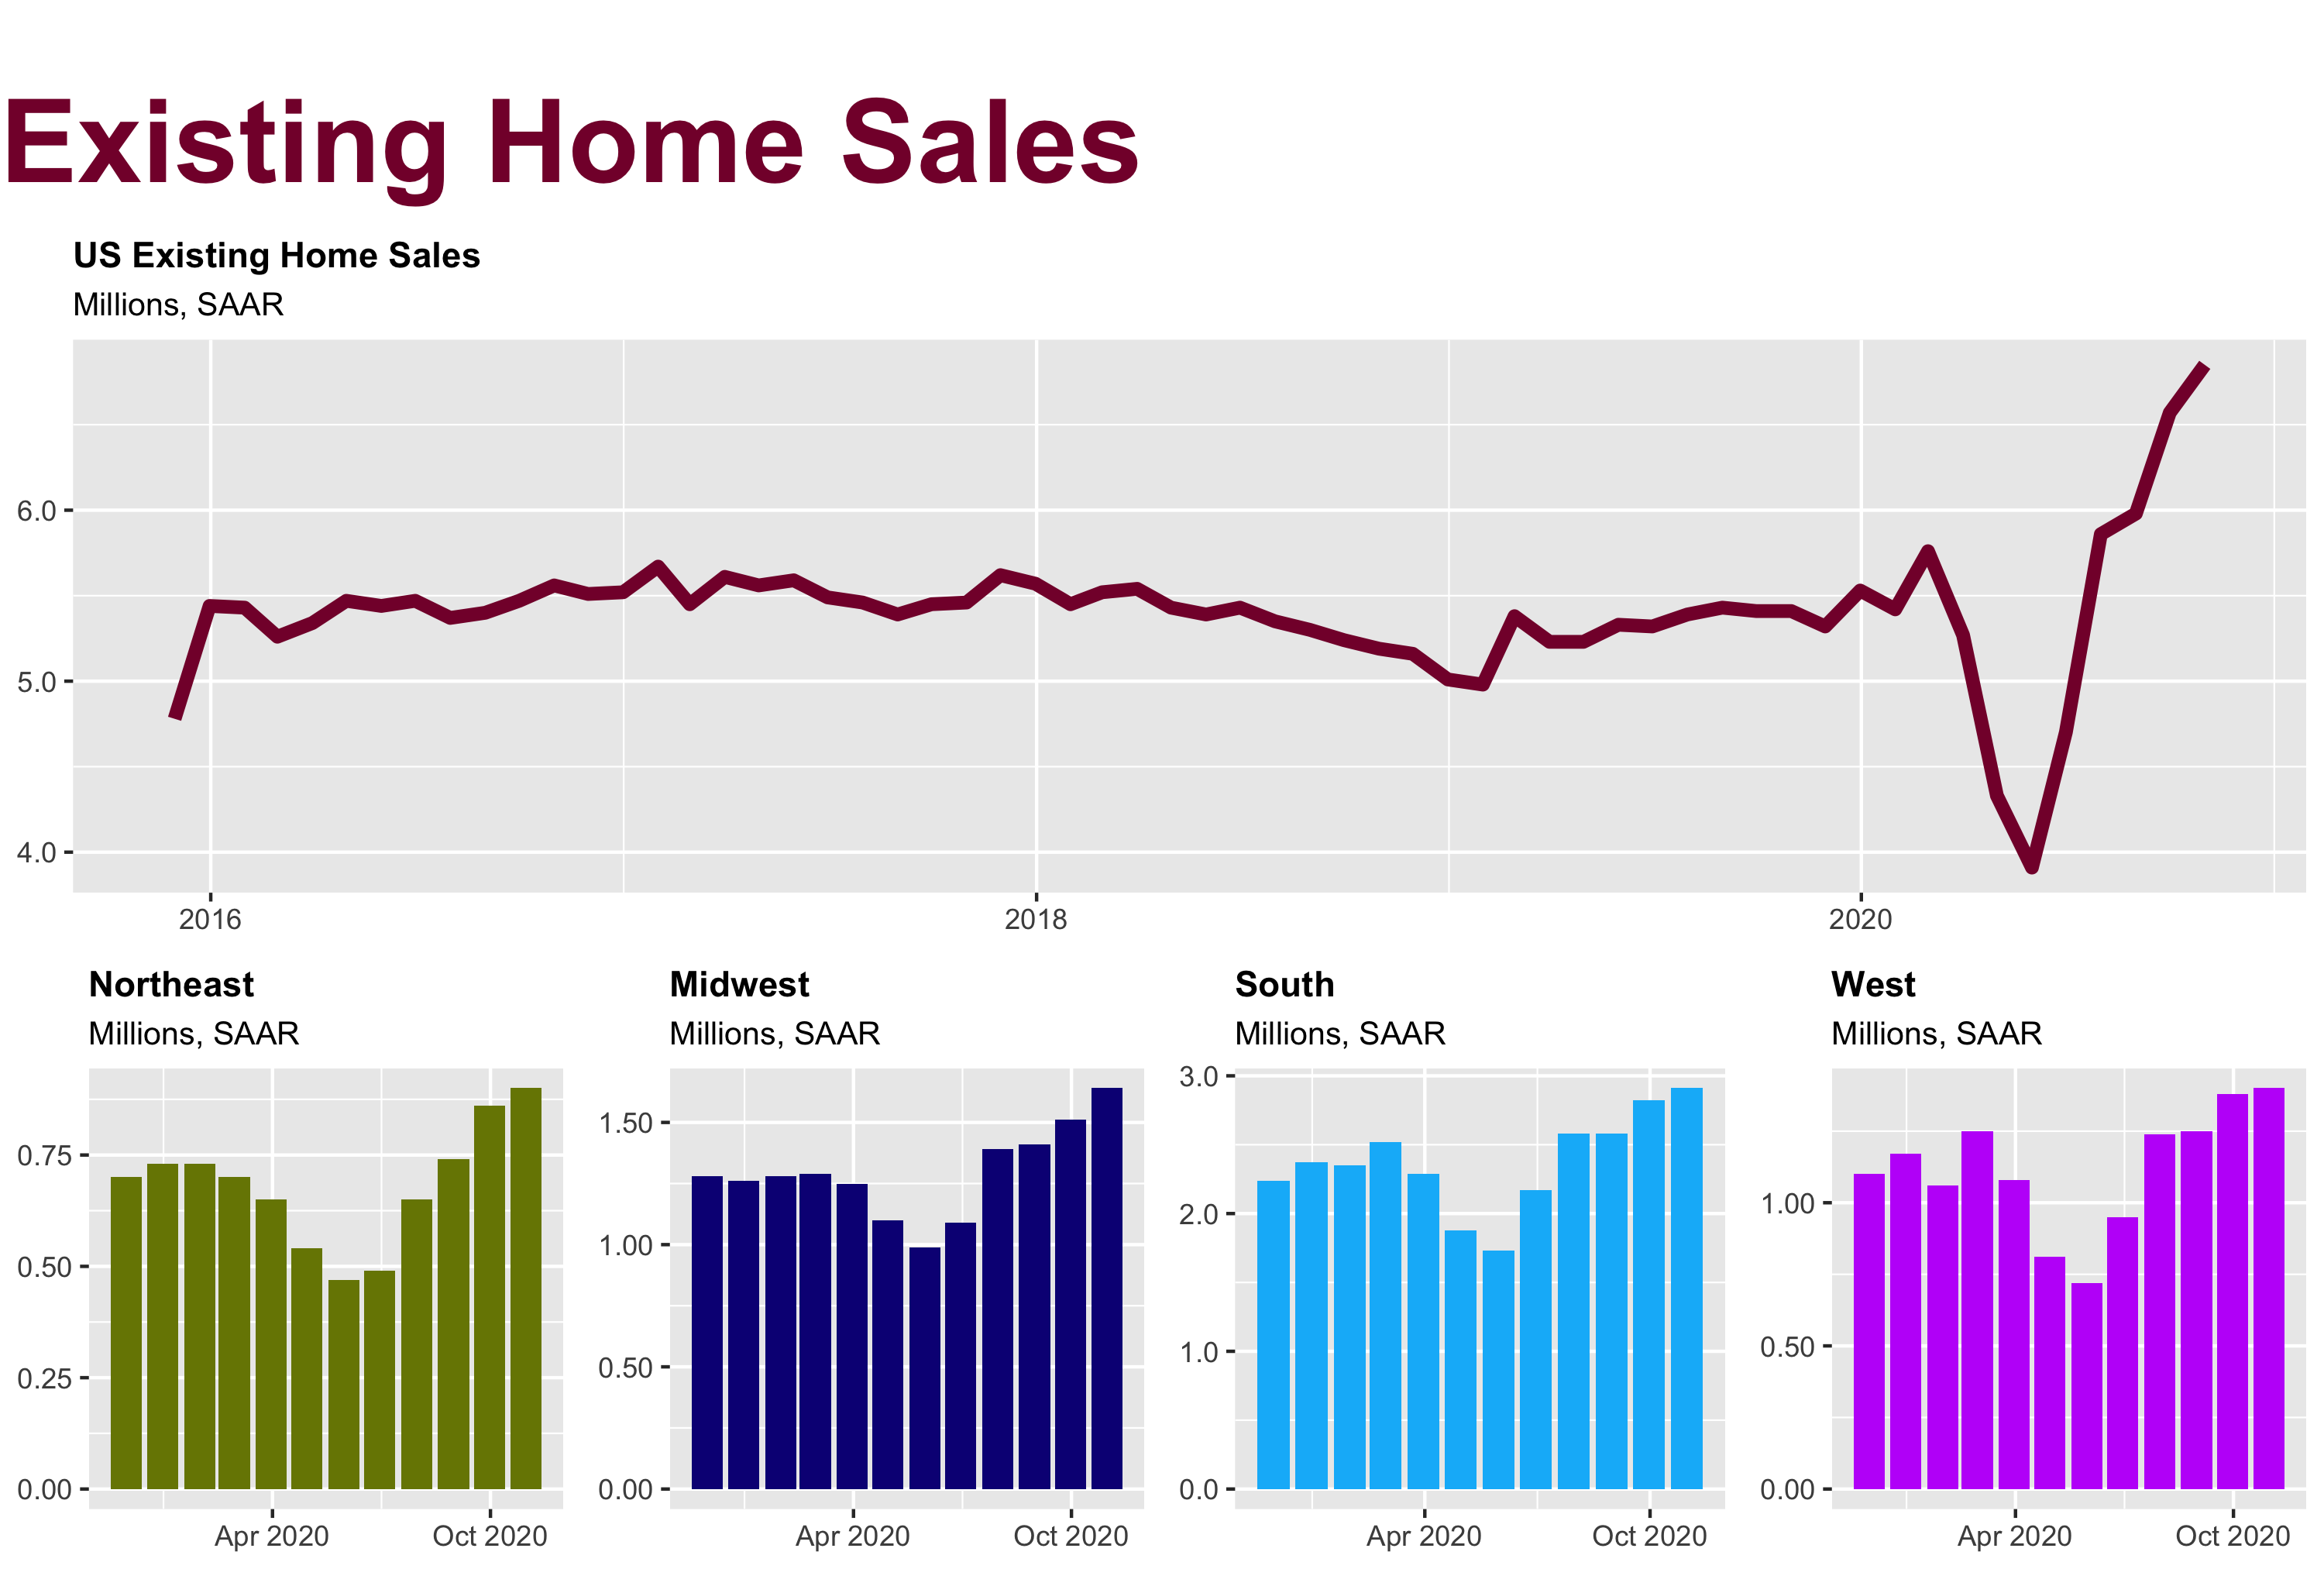 Existing Home Sales
US Existing Home Sales
Millions, SAAR
6.0
5.0
4.0
2016 2018 2020
Northeast
Millions, SAAR
0.75
0.50
0.25
0.00
Apr 2020 Oct 2020
Midwest
Millions, SAAR
1.50
1.00
0.50
0.00
Apr 2020 Oct 2020
South
Millions, SAAR
3.0
2.0
1.0
0.0
Apr 2020 Oct 2020
West
Millions, SAAR
1.00
0.50
0.00
Apr 2020 Oct 2020